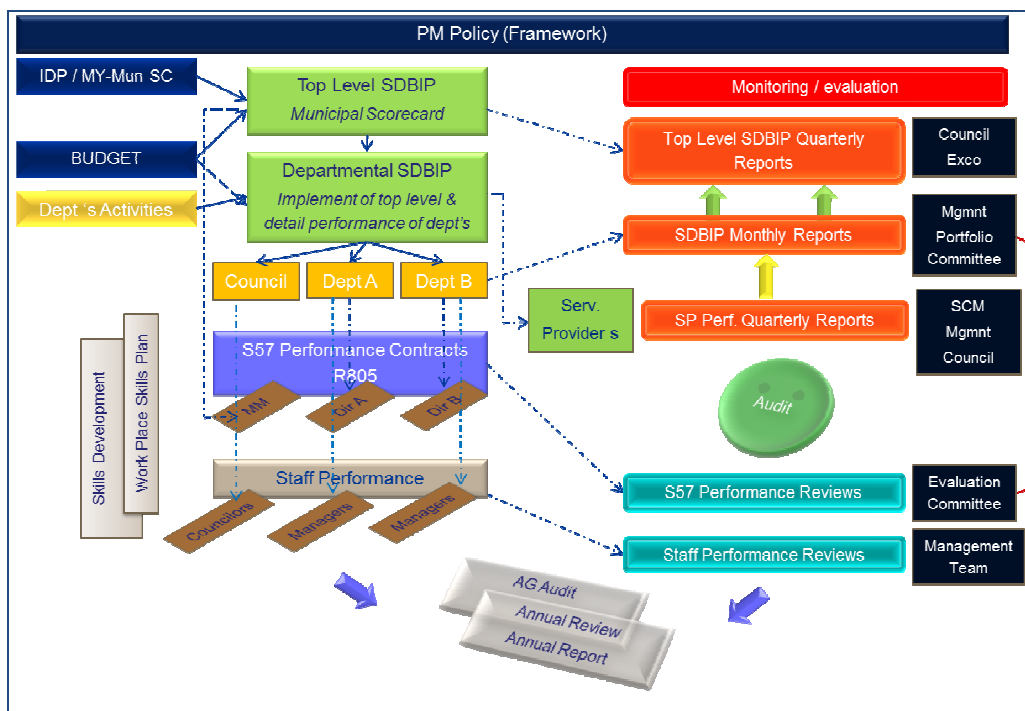 PM Policy (Framework)
IDP / MY-Mun SC
BUDGET
Dept 's Activities
Top Level SDBIP
Municipal Scorecard
Departmental SDBIP
Implement of top level &
detail performance of dept's
Council
Dept A
Dept B
Serv.
Provider s
S57 Performance Contracts
R805
MM
Dir A
Dir B
Skills Development
Work Place Skills Plan
Staff Performance
Councilors
Managers
Managers
Monitoring / evaluation
Top Level SDBIP Quarterly
Reports
Council
Exco
SDBIP Monthly Reports
Mgmnt
Portfolio
Committee
SP Perf. Quarterly Reports
SCM
Mgmnt
Council
Audit
S57 Performance Reviews
Evaluation
Committee
Staff Performance Reviews
Management
Team
AG Audit
Annual Review
Annual Report